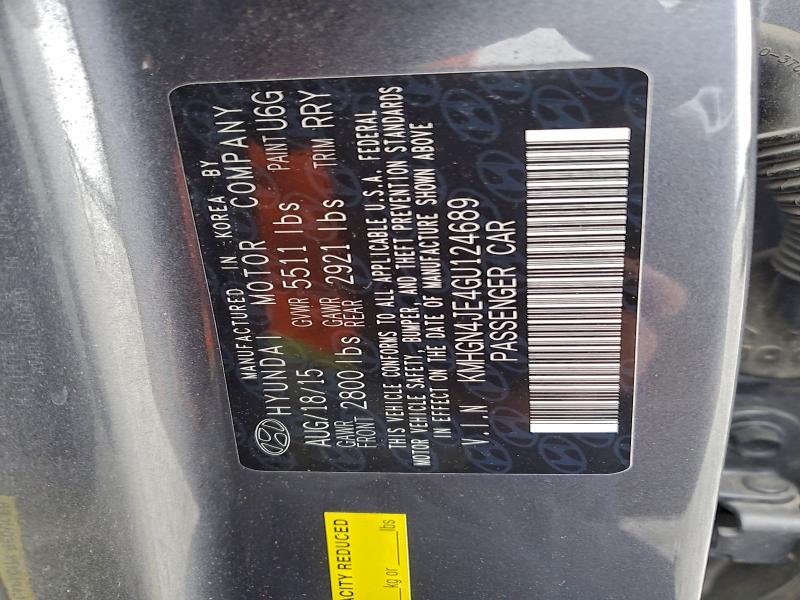 MANUFACTURED IN KOREA BY
HYUNDAI MOTOR COMPANY
AUG/18/15 GVWR 5511 lbs PAINT U6G
GAWR FRONT 2800 lbs GAWR REAR 2921 lbs TRIM RRY
THIS VEHICLE CONFORMS TO ALL APPLICABLE U.S.A. FEDERAL
MOTOR VEHICLE SAFETY, BUMPER, AND THEFT PREVENTION STANDARDS
IN EFFECT ON THE DATE OF MANUFACTURE SHOWN ABOVE
V.I.N KMHGN4JE4GU124689
PASSENGER CAR
ACITY REDUCED
kg or lbs